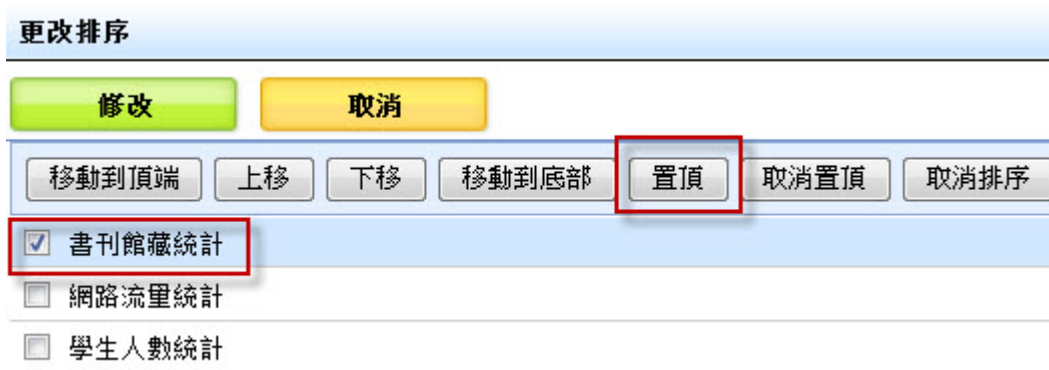 更改排序
修改 取消
移動到頂端 上移 下移 移動到底部 置頂 取消置頂 取消排序
書刊館藏統計
網路流量統計
學生人數統計